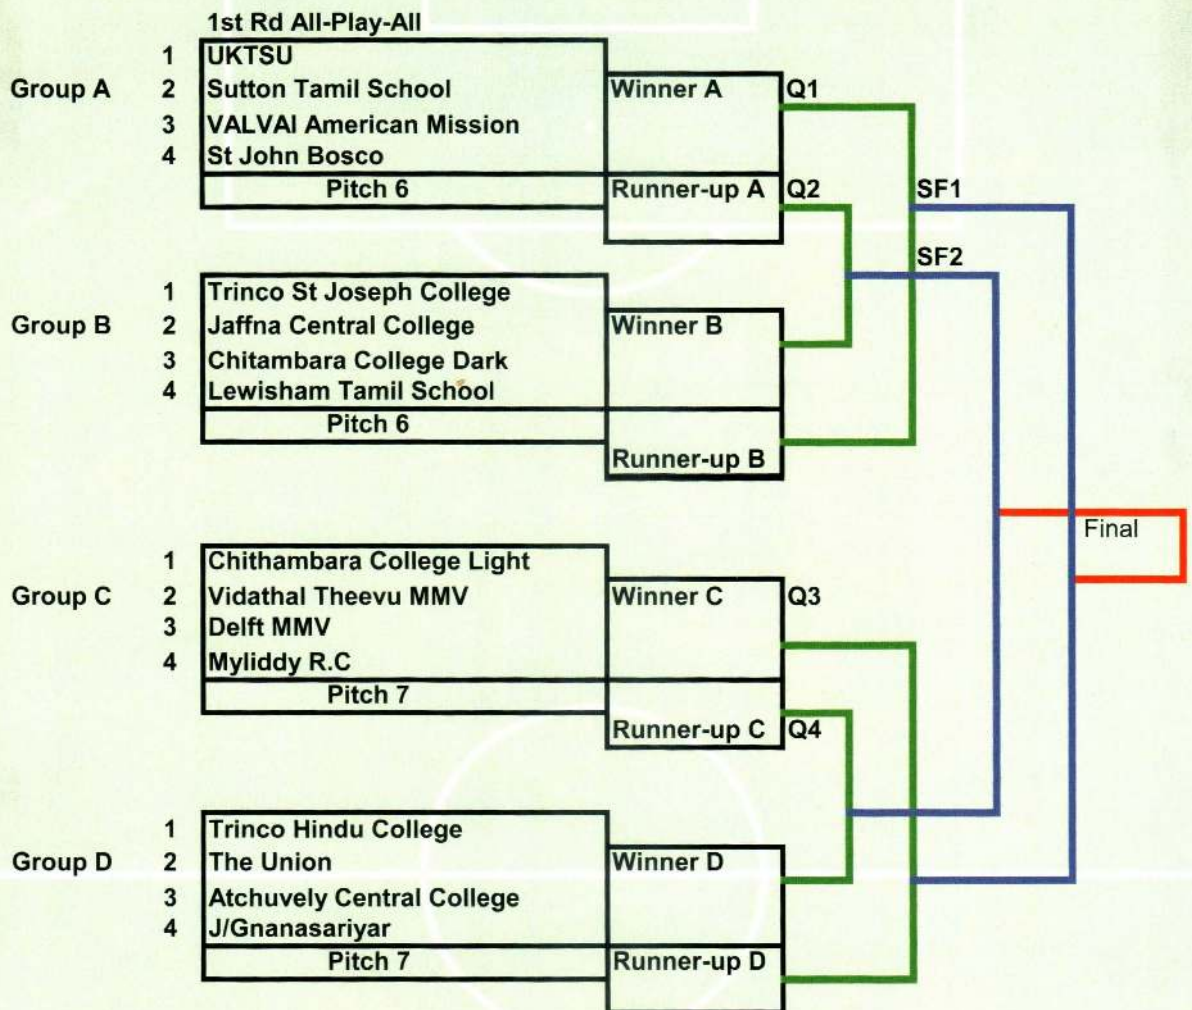 1st Rd All-Play-All
1 UKTSU
Group A 2 Sutton Tamil School Winner A Q1
3 VALVAI American Mission
4 St John Bosco
Pitch 6 Runner-up A Q2 SF1
SF2
1 Trinco St Joseph College
Group B 2 Jaffna Central College Winner B
3 Chitambara College Dark
4 Lewisham Tamil School
Pitch 6
Runner-up B
Final
1 Chithambara College Light
Group C 2 Vidathal Theevu MMV Winner C Q3
3 Delft MMV
4 Myliddy R.C
Pitch 7
Runner-up C Q4
1 Trinco Hindu College
Group D 2 The Union Winner D
3 Atchuvely Central College
4 J/Gnanasariyar
Pitch 7 Runner-up D